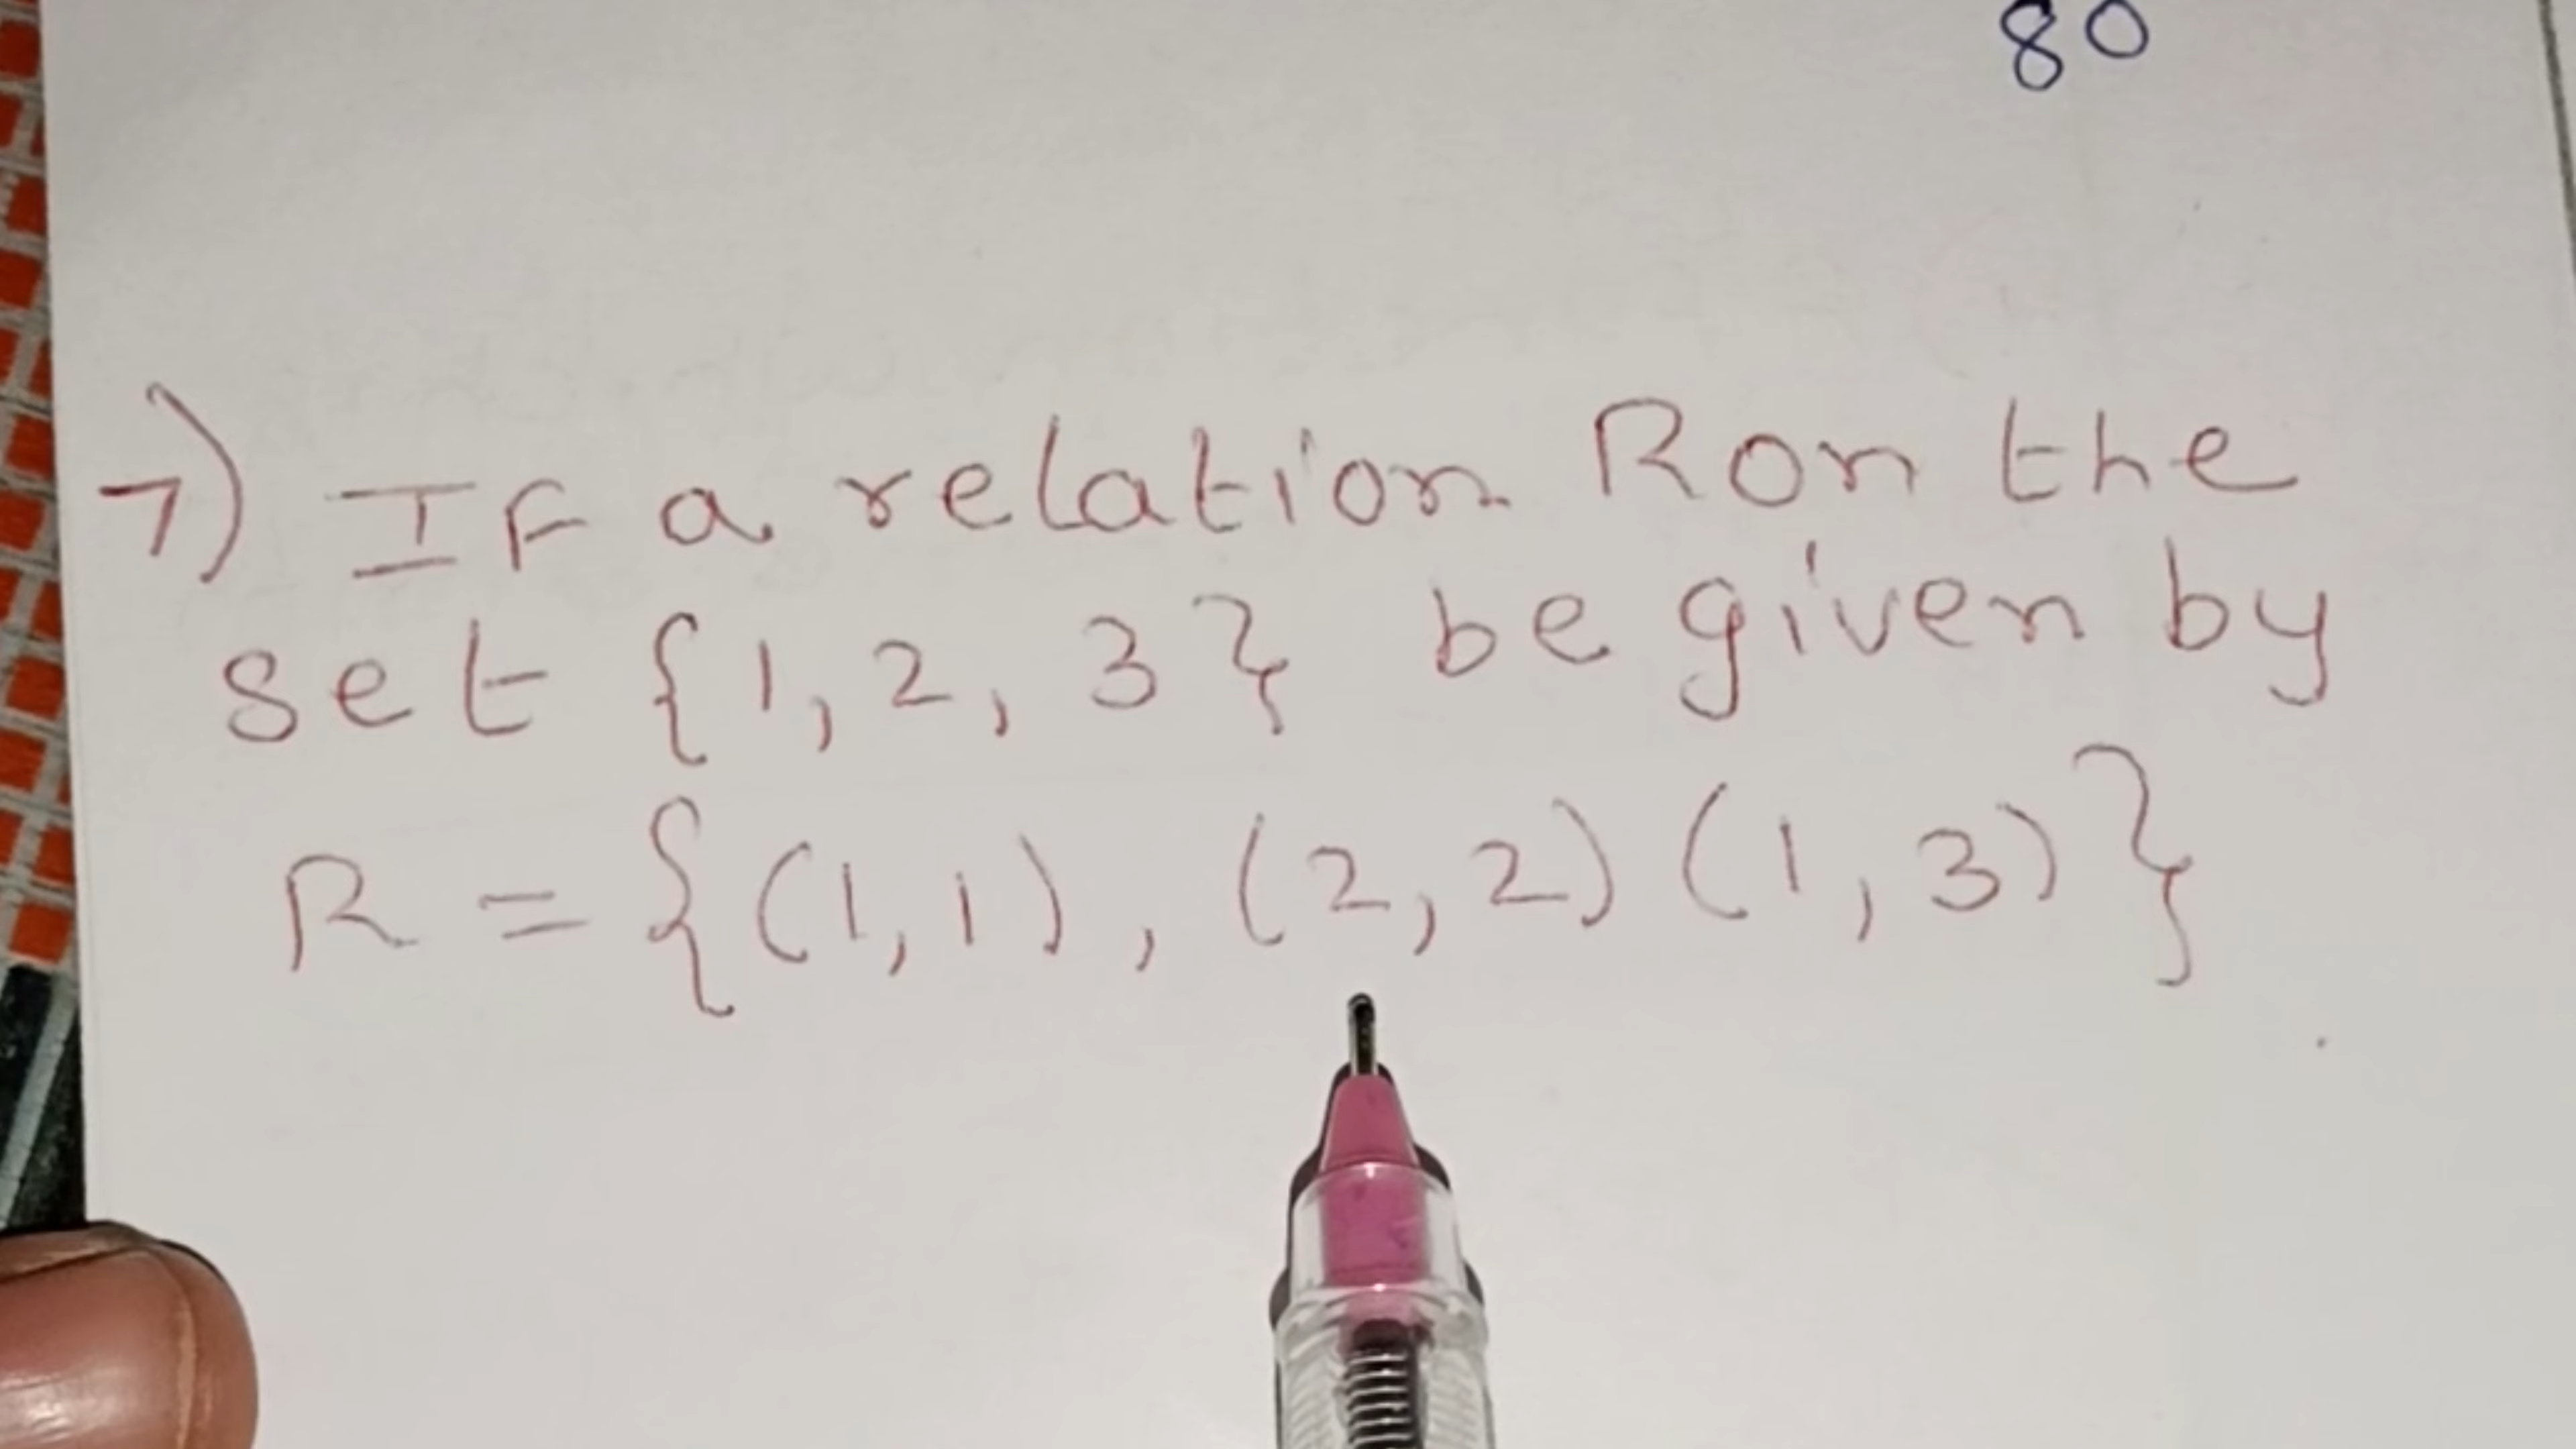 80
7) If a relation R on the
set {1, 2, 3} be given by
R = {(1,1), (2,2) (1,3)}